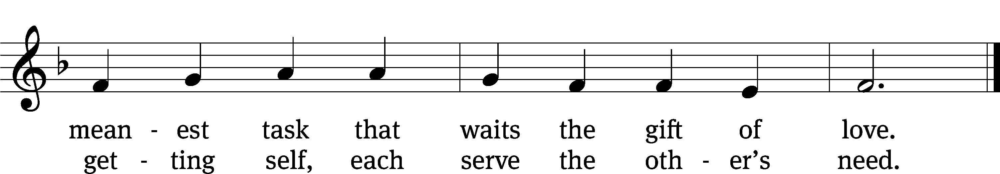 mean - est task that waits the gift of love.
get - ting self, each serve the oth - er’s need.